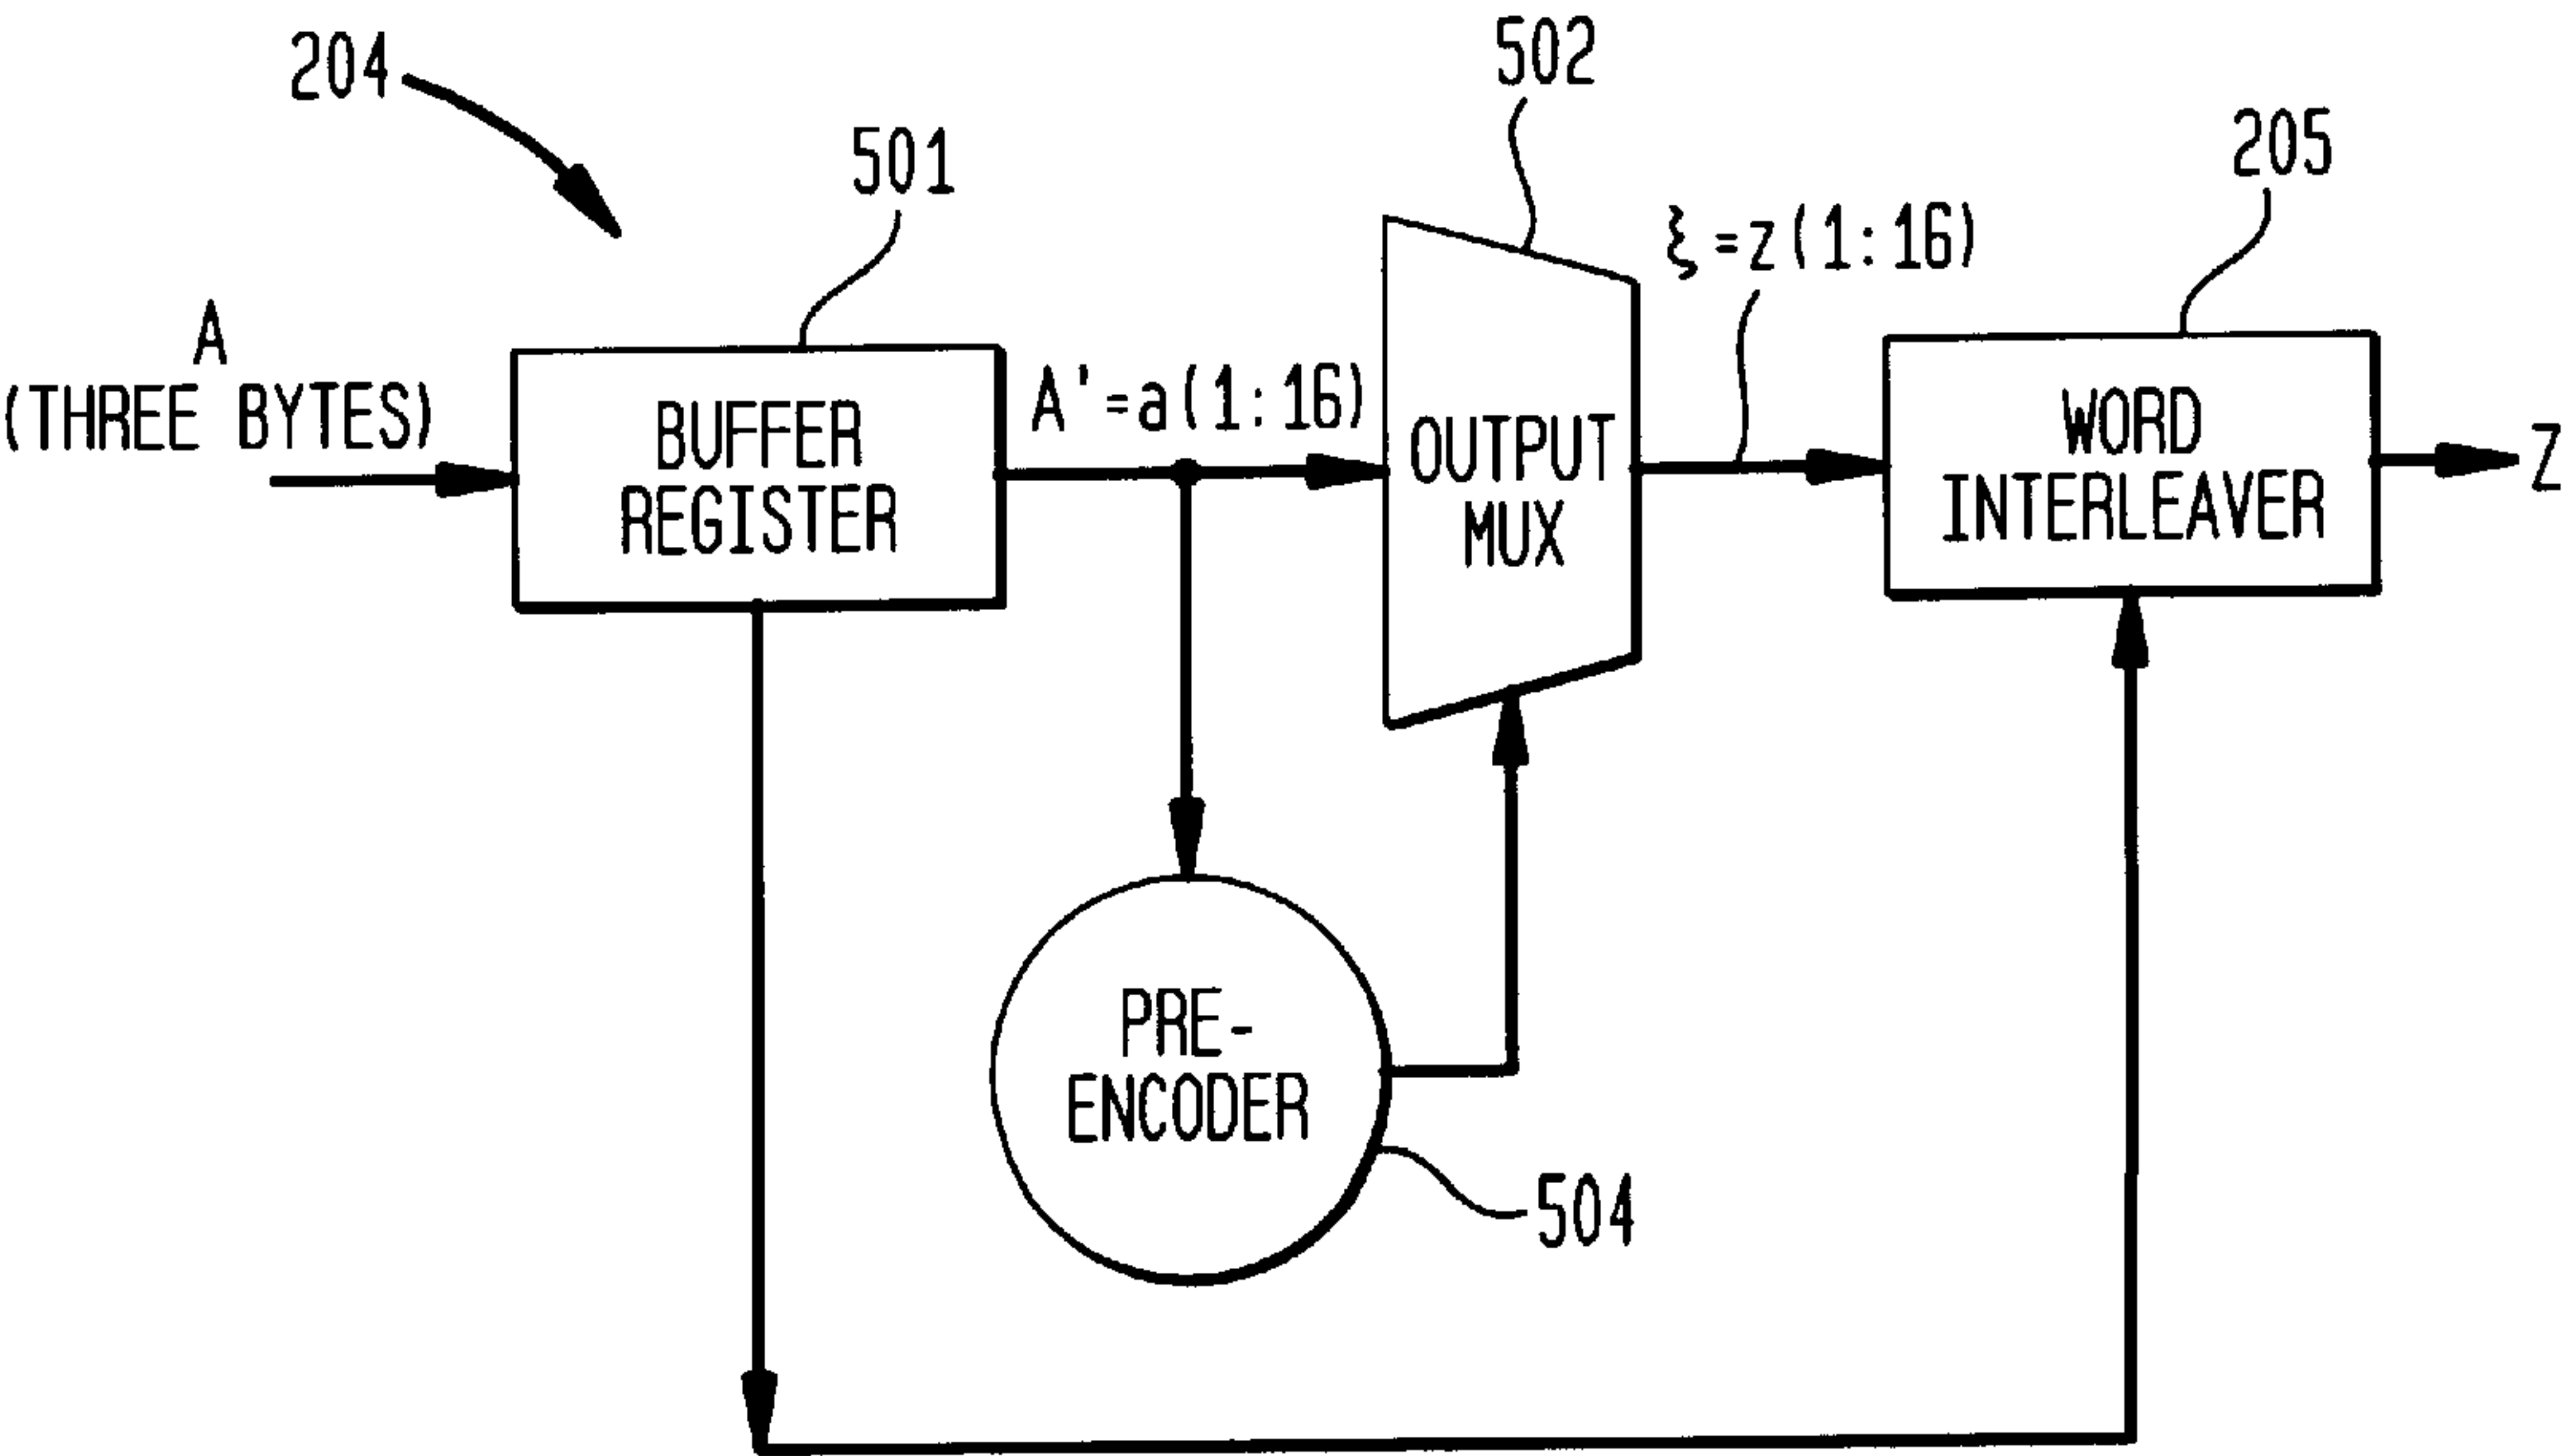 204
501
502
205
A
(THREE BYTES)
BUFFER
REGISTER
A'=a(1:16)
OUTPUT
MUX
ξ=z(1:16)
WORD
INTERLEAVER
Z
PRE-
ENCODER
504